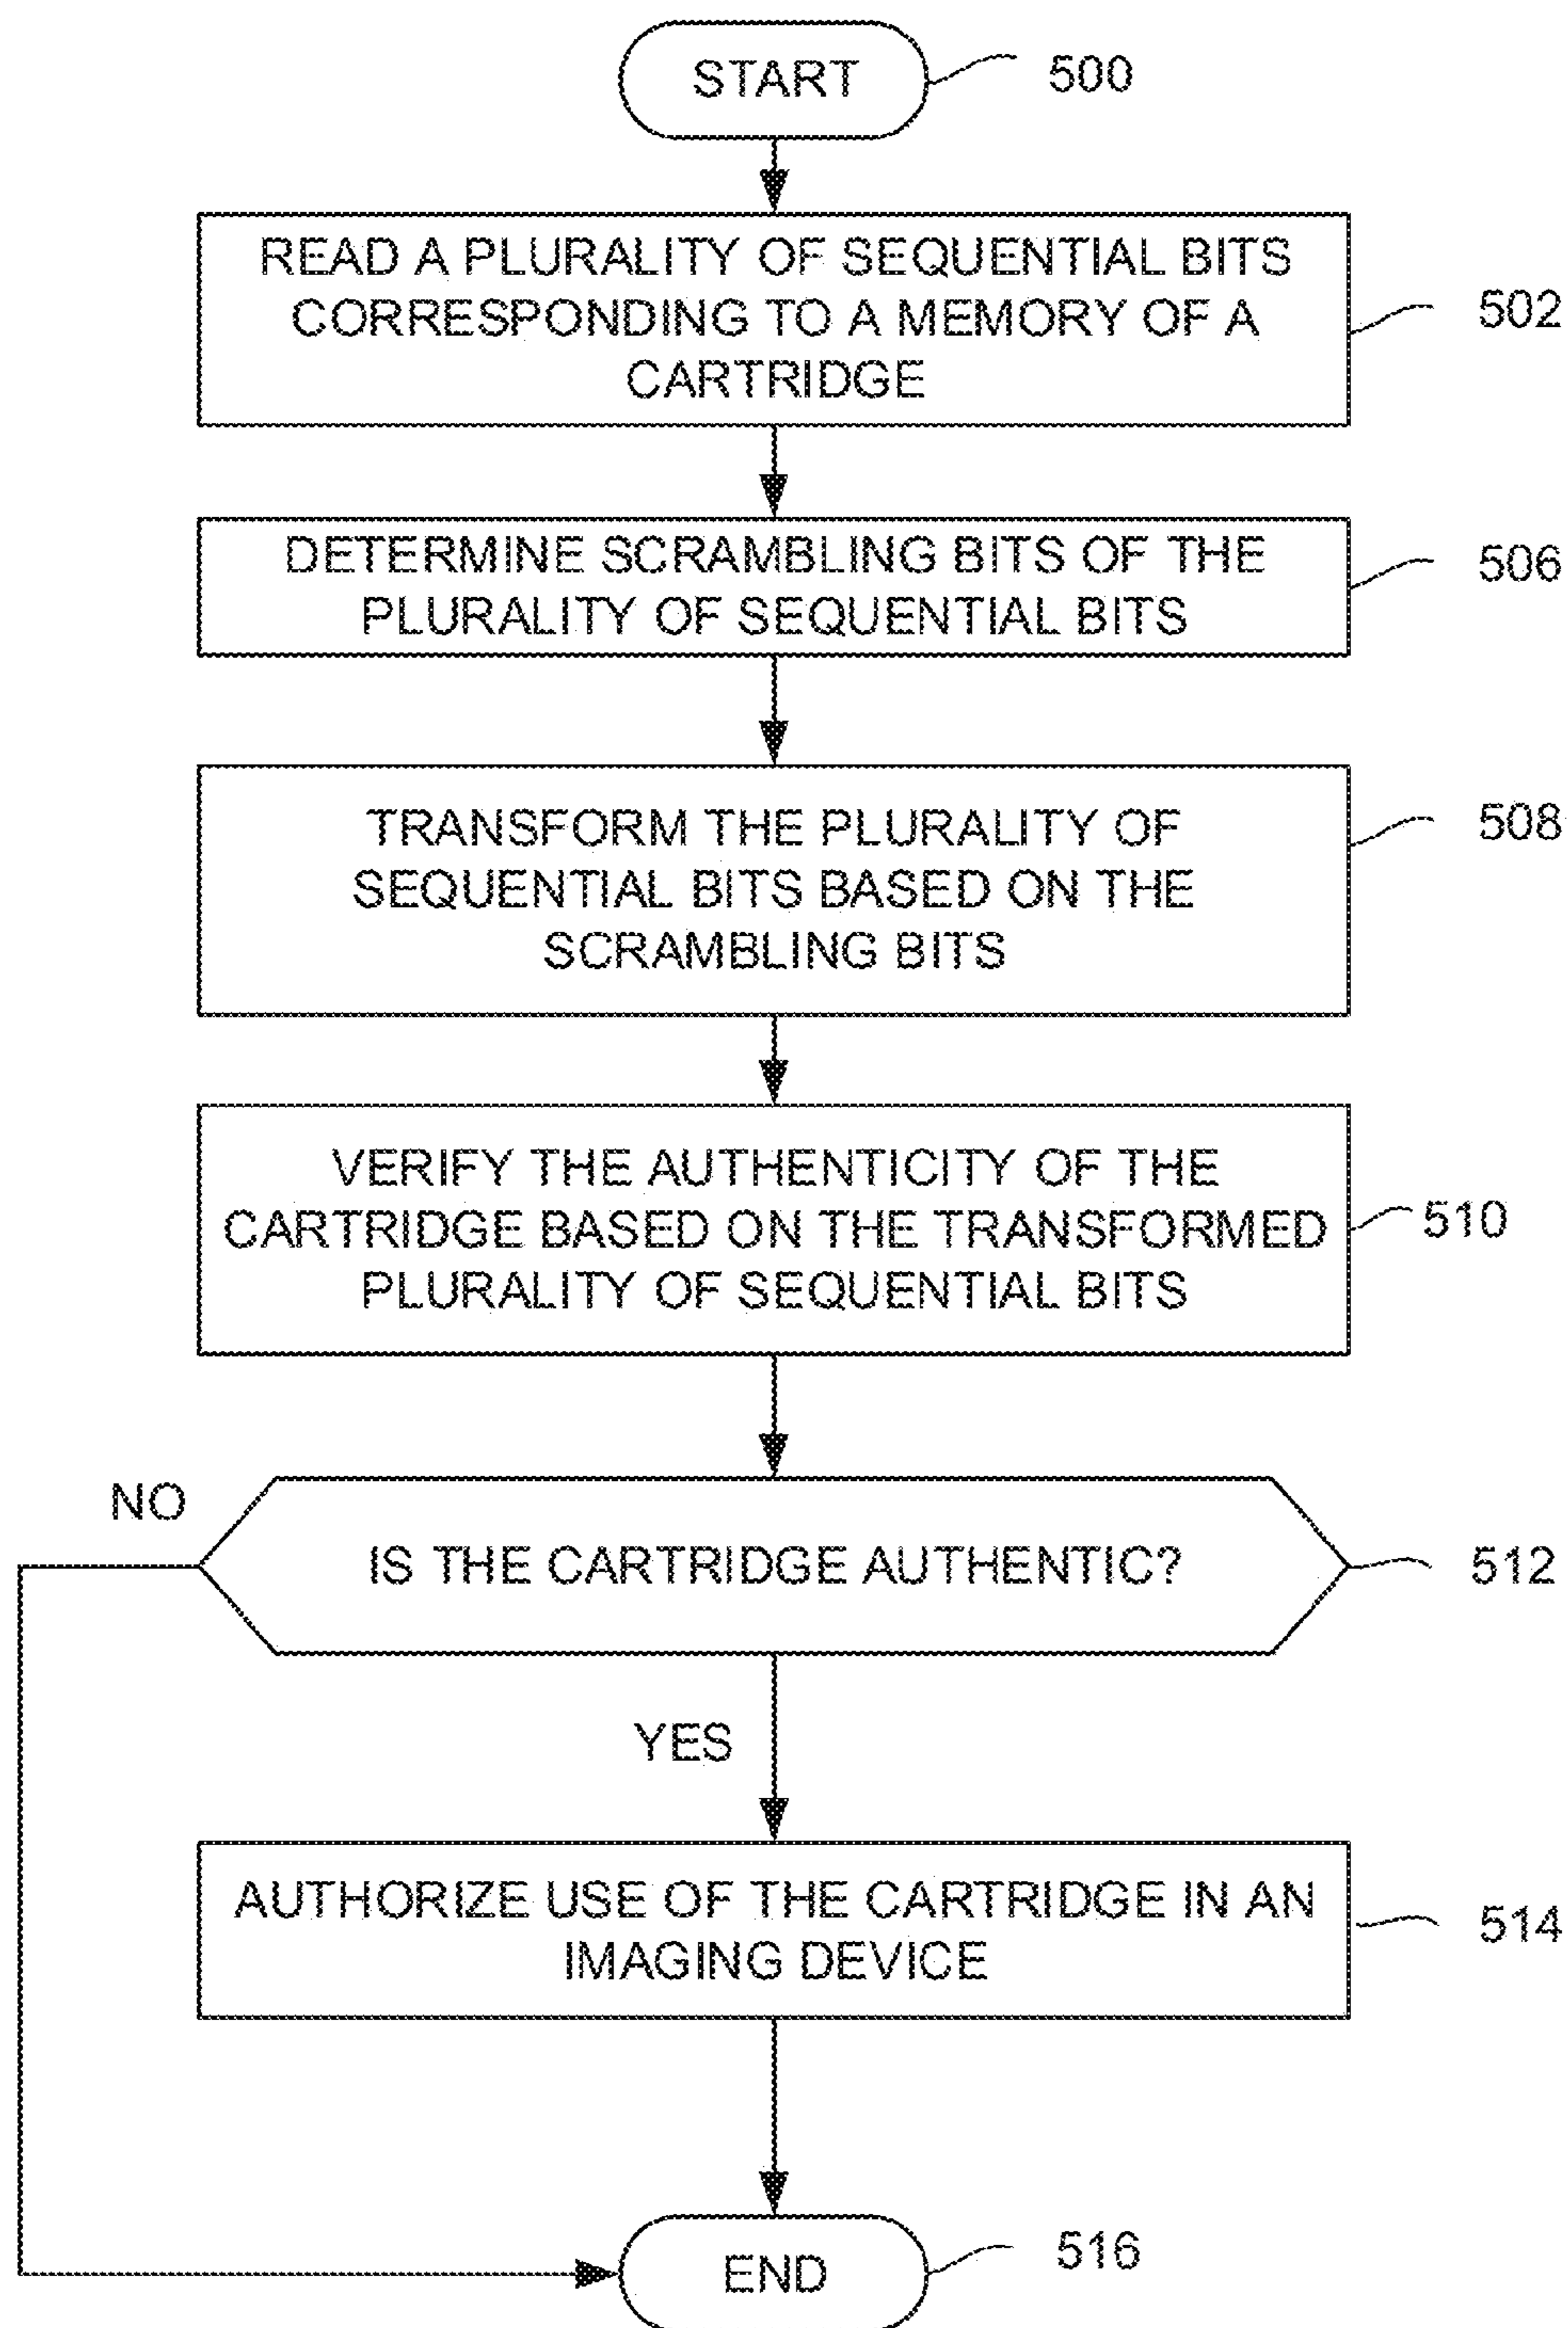 START
500
READ A PLURALITY OF SEQUENTIAL BITS
CORRESPONDING TO A MEMORY OF A
CARTRIDGE
502
DETERMINE SCRAMBLING BITS OF THE
PLURALITY OF SEQUENTIAL BITS
506
TRANSFORM THE PLURALITY OF
SEQUENTIAL BITS BASED ON THE
SCRAMBLING BITS
508
VERIFY THE AUTHENTICITY OF THE
CARTRIDGE BASED ON THE TRANSFORMED
PLURALITY OF SEQUENTIAL BITS
510
NO
IS THE CARTRIDGE AUTHENTIC?
512
YES
AUTHORIZE USE OF THE CARTRIDGE IN AN
IMAGING DEVICE
514
END
516